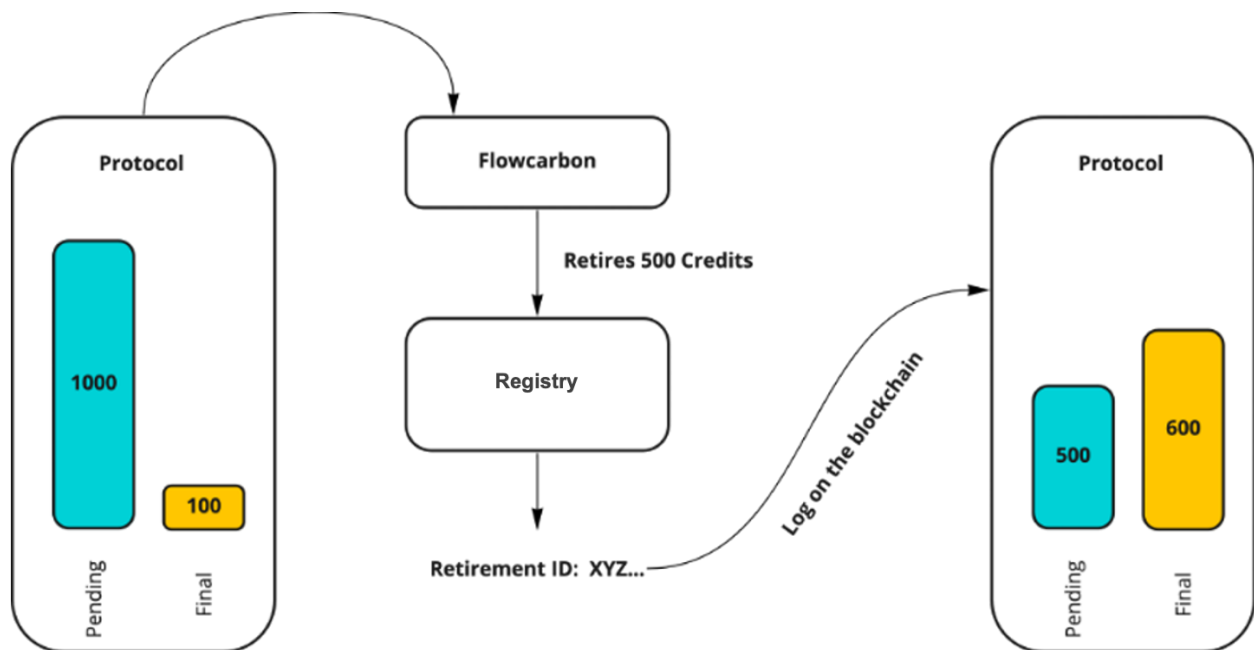 Protocol
1000
100
Pending
Final
Flowcarbon
Retires 500 Credits
Registry
Retirement ID: XYZ...
Log on the blockchain
Protocol
500
600
Pending
Final